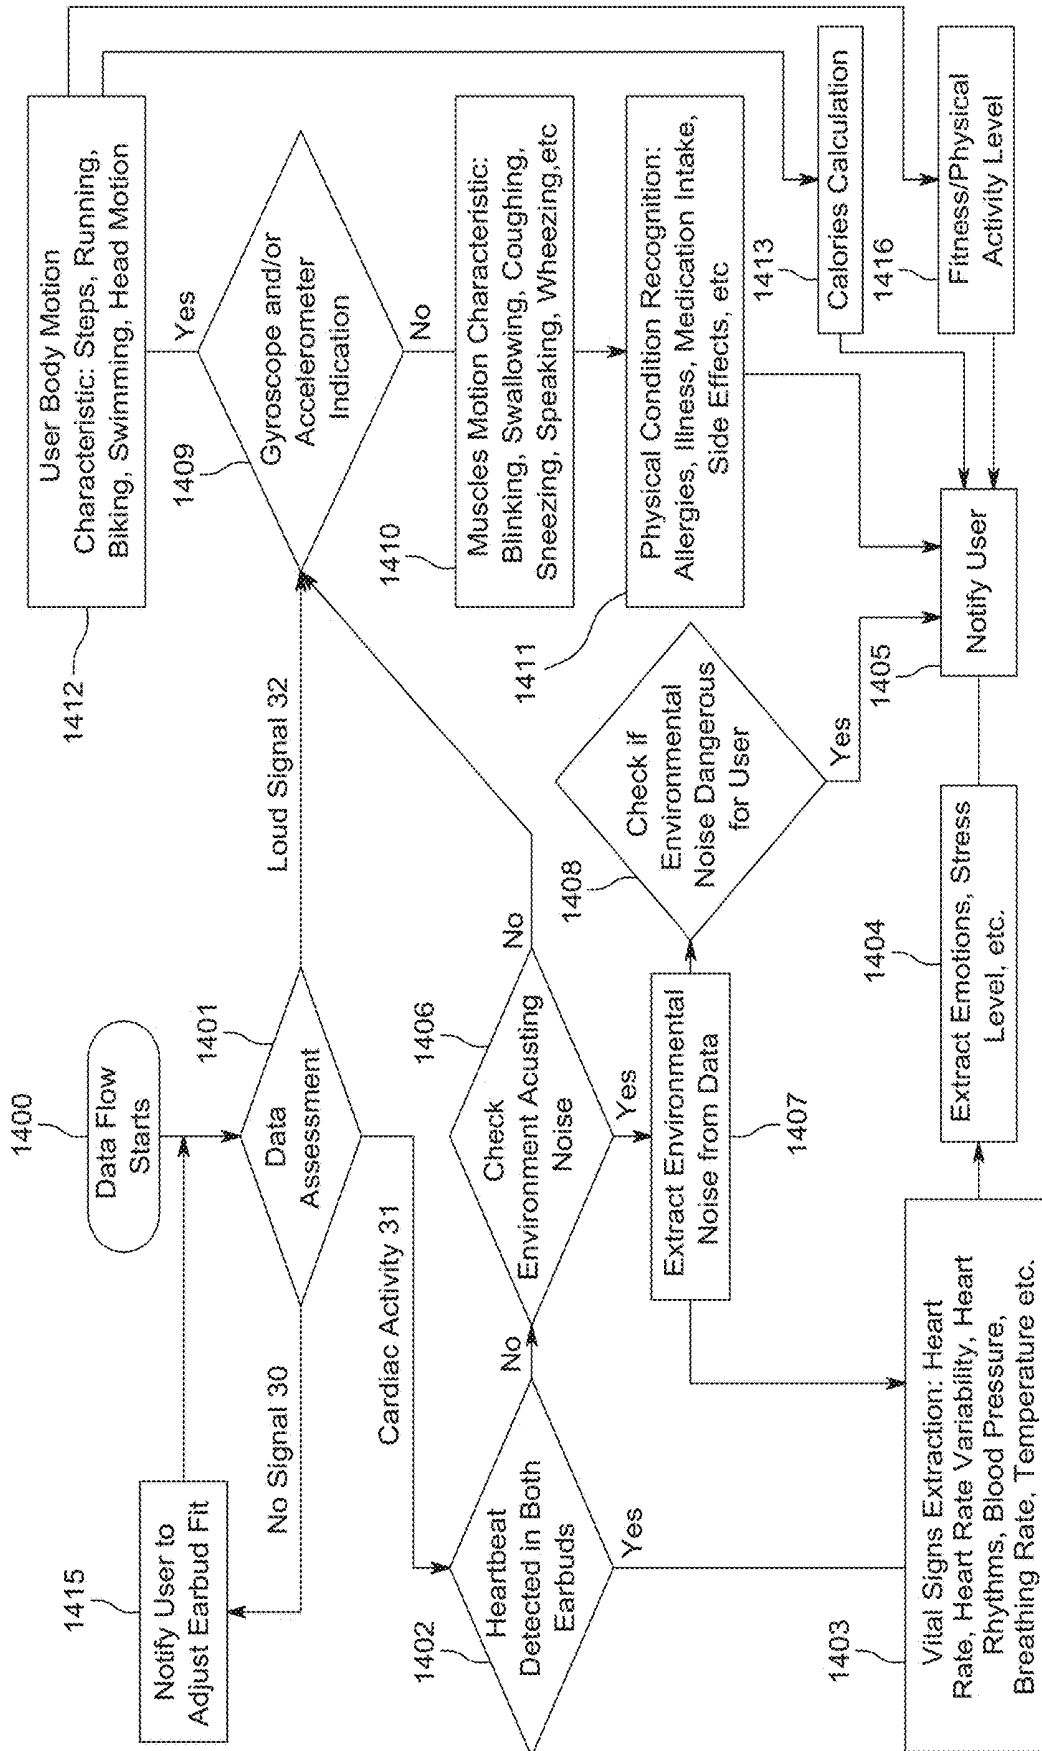 1400
Data Flow
Starts
1401
Data
Assessment
No Signal 30
1415
Notify User to
Adjust Earbud Fit
Cardiac Activity 31
Loud Signal 32
1402
Heartbeat
Detected in Both
Earbuds
No
Yes
1406
Check
Environment Acusting
Noise
No
Yes
Extract Environmental
Noise from Data
1407
1408
Check if
Environmental
Noise Dangerous
for User
Yes
1403
Vital Signs Extraction: Heart
Rate, Heart Rate Variability, Heart
Rhythms, Blood Pressure,
Breathing Rate, Temperature etc.
1404
Extract Emotions, Stress
Level, etc.
1405
Notify User
1409
Gyroscope and/or
Accelerometer
Indication
Yes
No
1412
User Body Motion
Characteristic: Steps, Running,
Biking, Swimming, Head Motion
1410
Muscles Motion Characteristic:
Blinking, Swallowing, Coughing,
Sneezing, Speaking, Wheezing,etc
1411
Physical Condition Recognition:
Allergies, Illness, Medication Intake,
Side Effects, etc
1413
Calories Calculation
1416
Fitness/Physical
Activity Level